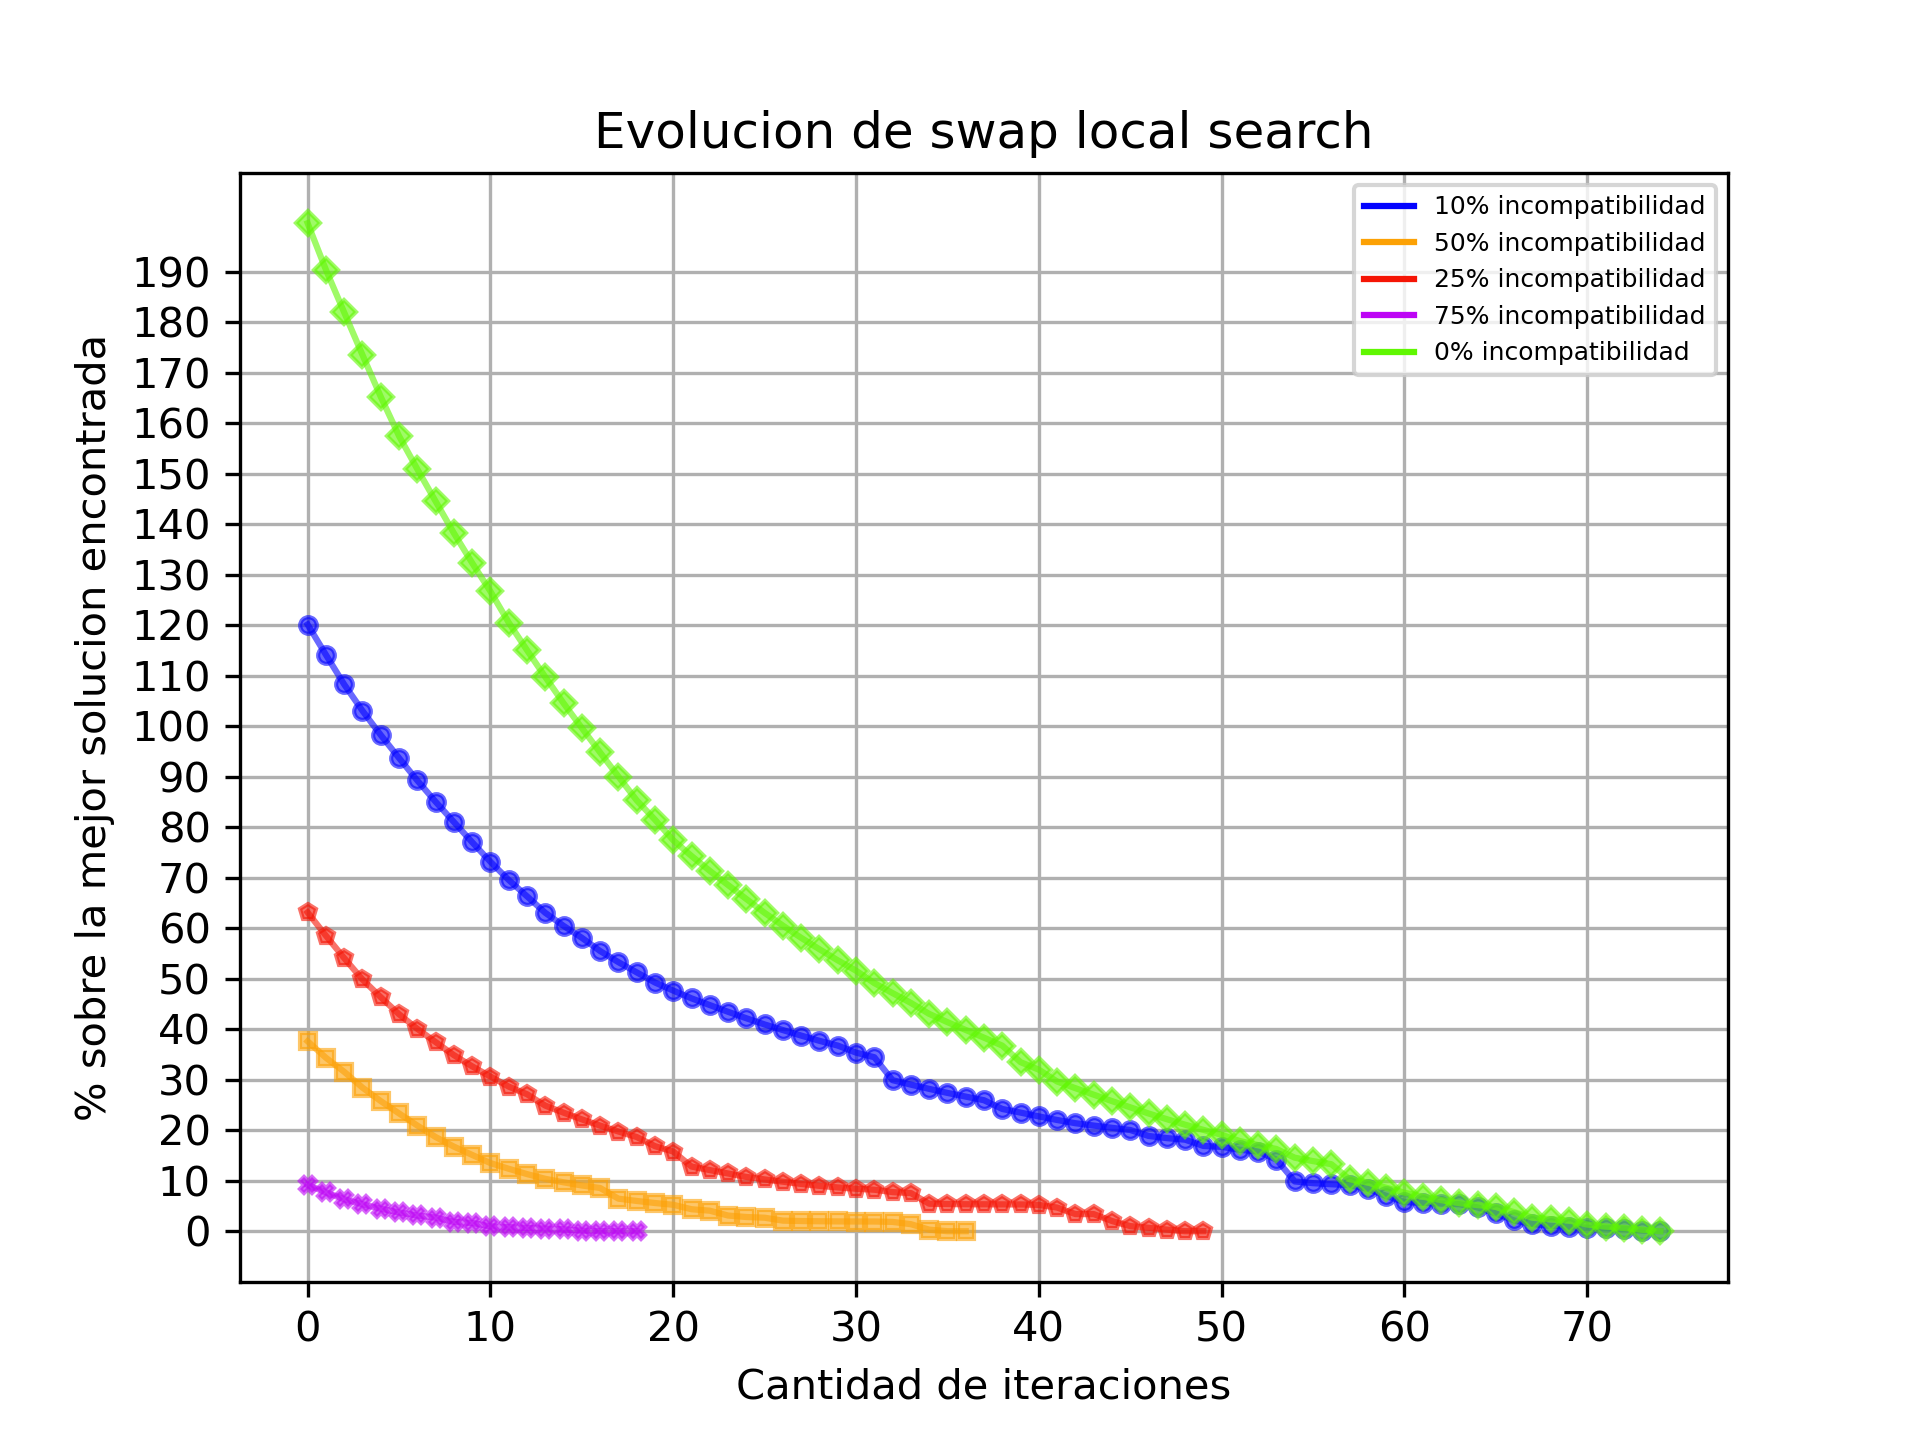 Evolucion de swap local search
10% incompatibilidad
50% incompatibilidad
25% incompatibilidad
75% incompatibilidad
0% incompatibilidad
% sobre la mejor solucion encontrada
190
180
170
160
150
140
130
120
110
100
90
80
70
60
50
40
30
20
10
0
0 10 20 30 40 50 60 70
Cantidad de iteraciones